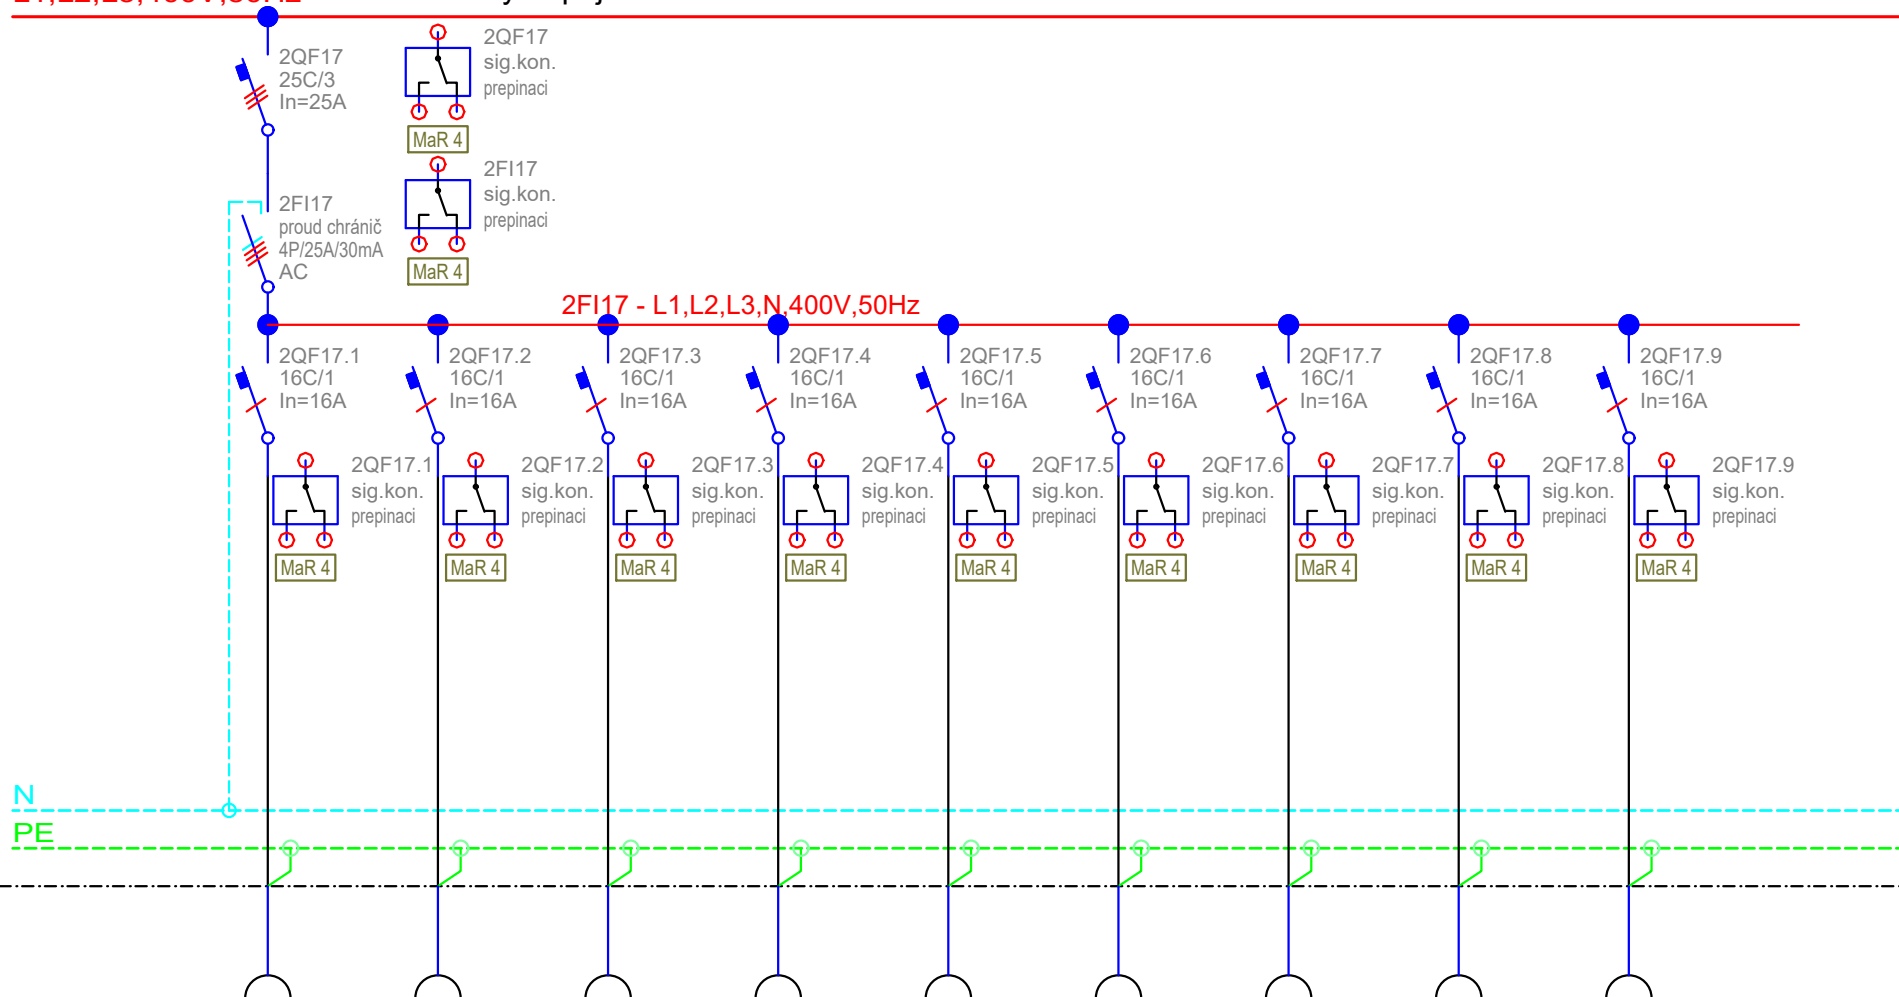 2QF17
25C/3
In=25A
2QF17
sig.kon.
prepinaci
MaR 4
2FI17
proud chránič
4P/25A/30mA
AC
2FI17
sig.kon.
prepinaci
MaR 4
2FI17 - L1,L2,L3,N,400V,50Hz
2QF17.1
16C/1
In=16A
2QF17.2
16C/1
In=16A
2QF17.3
16C/1
In=16A
2QF17.4
16C/1
In=16A
2QF17.5
16C/1
In=16A
2QF17.6
16C/1
In=16A
2QF17.7
16C/1
In=16A
2QF17.8
16C/1
In=16A
2QF17.9
16C/1
In=16A
2QF17.1
sig.kon.
prepinaci
MaR 4
2QF17.2
sig.kon.
prepinaci
MaR 4
2QF17.3
sig.kon.
prepinaci
MaR 4
2QF17.4
sig.kon.
prepinaci
MaR 4
2QF17.5
sig.kon.
prepinaci
MaR 4
2QF17.6
sig.kon.
prepinaci
MaR 4
2QF17.7
sig.kon.
prepinaci
MaR 4
2QF17.8
sig.kon.
prepinaci
MaR 4
2QF17.9
sig.kon.
prepinaci
MaR 4
N
PE